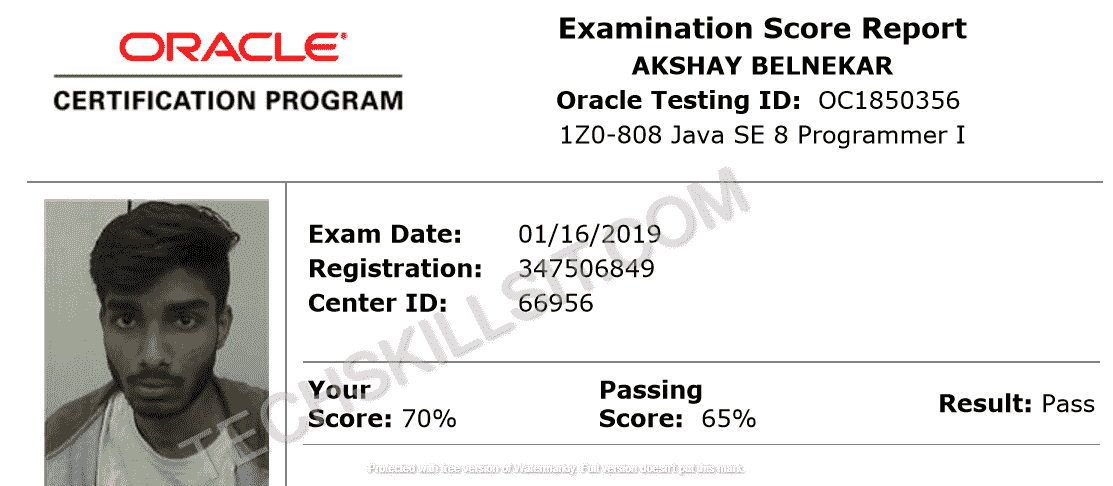 ORACLE
CERTIFICATION PROGRAM
Examination Score Report
AKSHAY BELNEKAR
Oracle Testing ID: OC1850356
1Z0-808 Java SE 8 Programmer I
Exam Date: 01/16/2019
Registration: 347506849
Center ID: 66956
Your
Score: 70%
Passing
Score: 65%
Result: Pass
TECHSKILLSIT.COM
Protected with free version of Watermarkly. Full version doesn't put this mark.